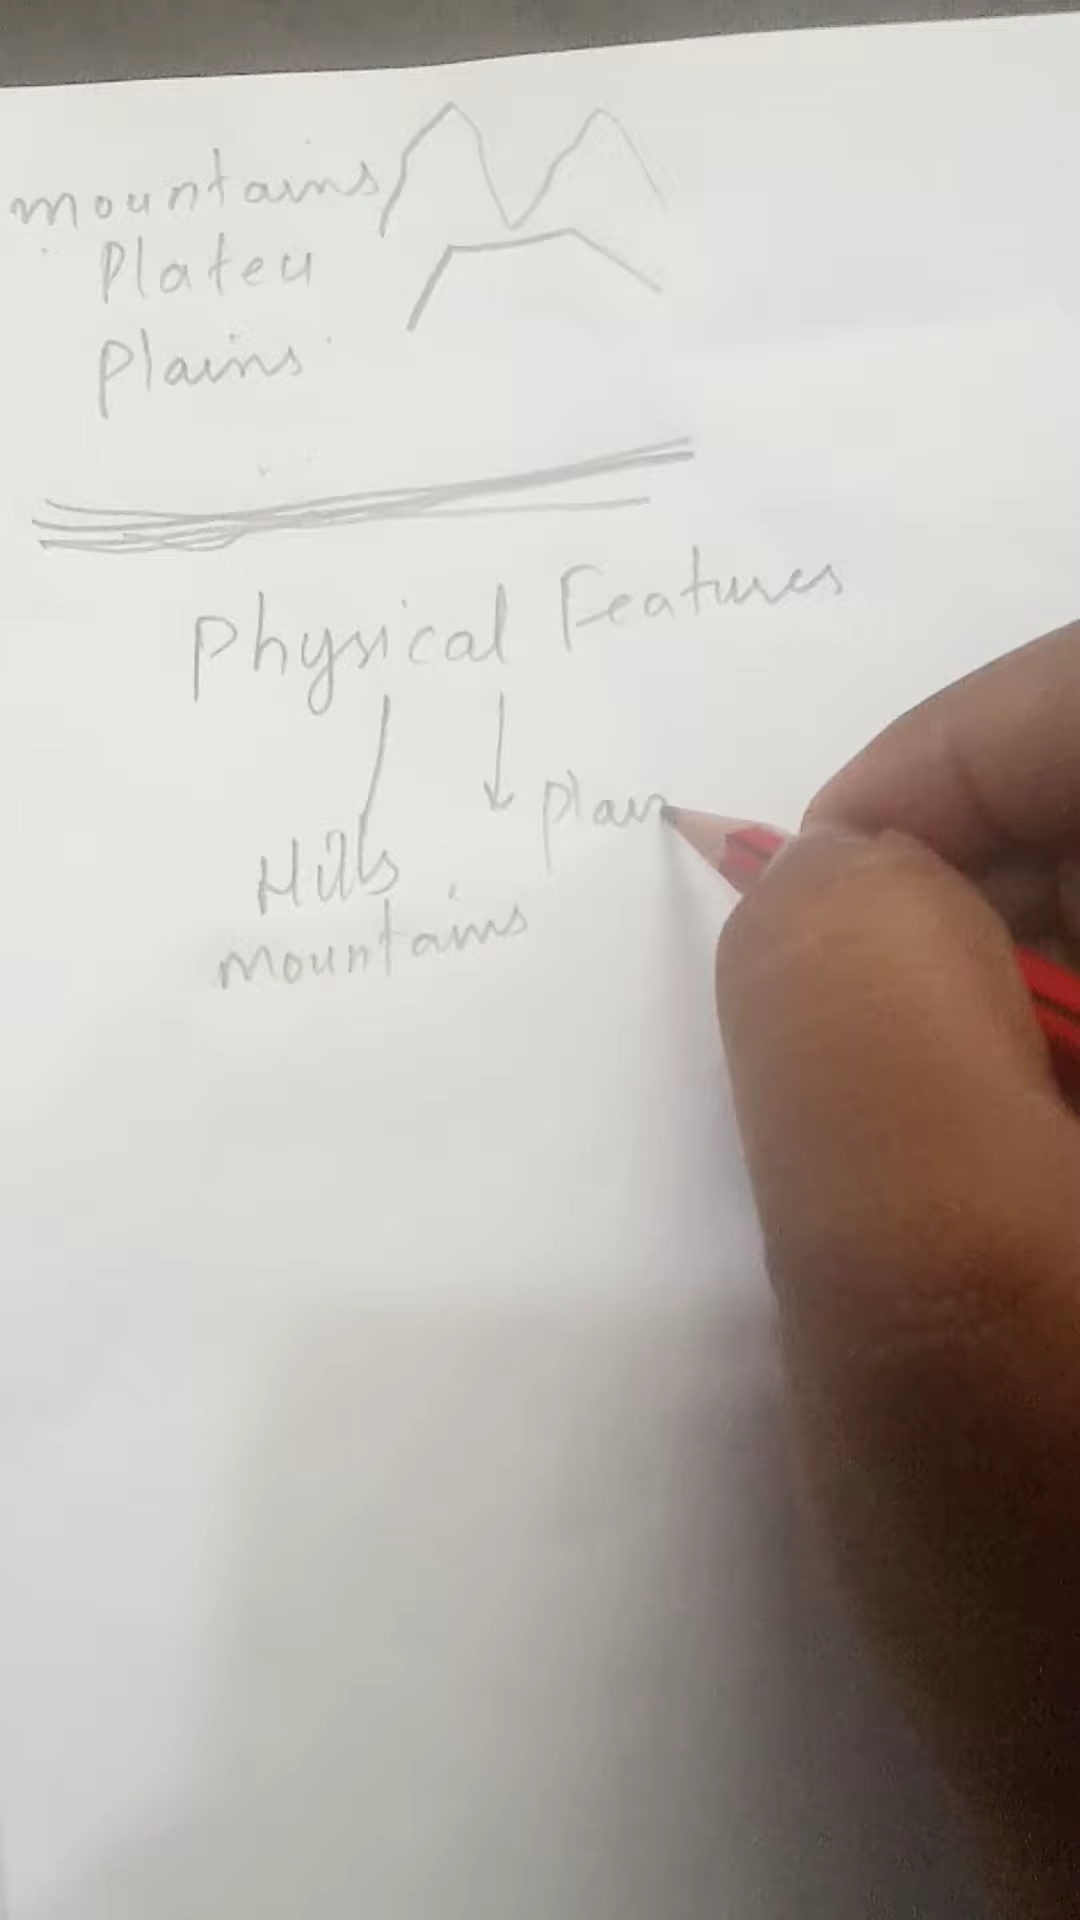 mountains
Plateu
Plains
Physical Features
Plain
Hills
mountains